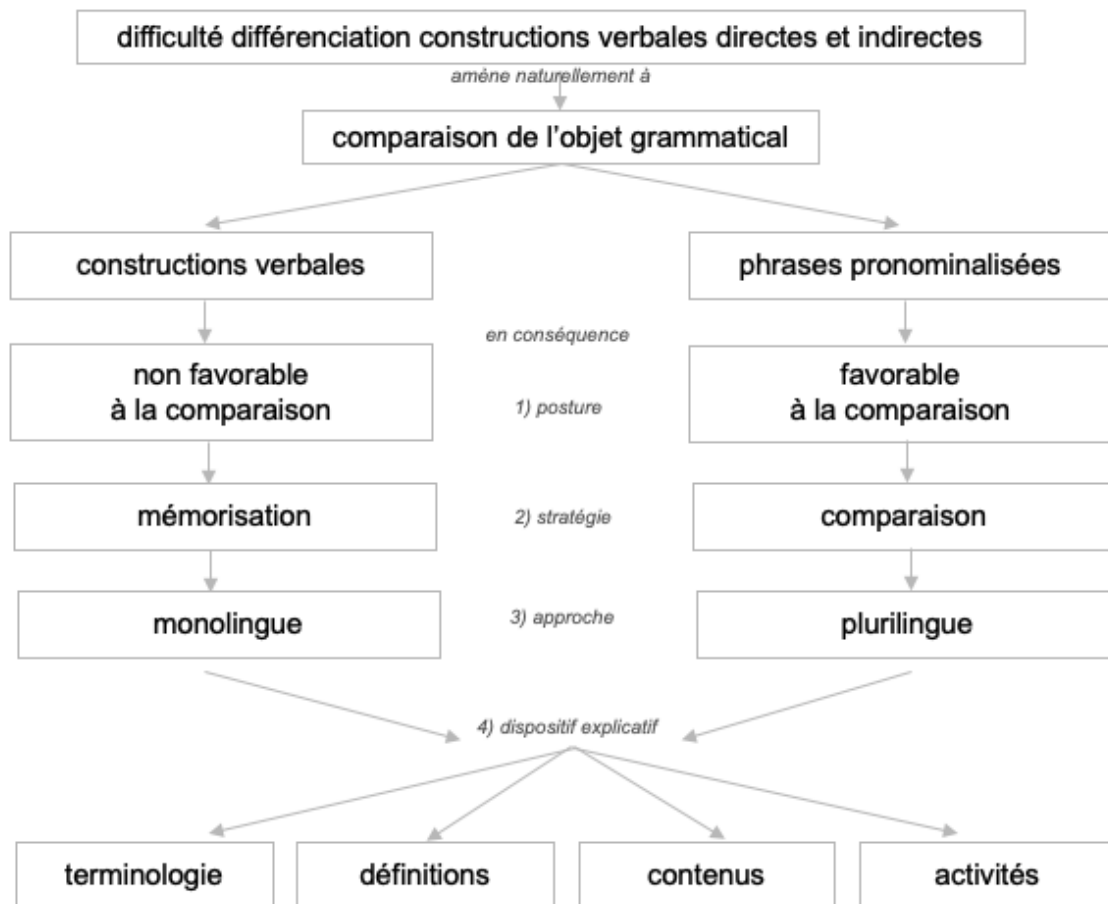 difficulté différenciation constructions verbales directes et indirectes
amène naturellement à
comparaison de l'objet grammatical
constructions verbales
phrases pronominalisées
en conséquence
non favorable
à la comparaison
1) posture
favorable
à la comparaison
mémorisation
2) stratégie
comparaison
monolingue
3) approche
plurilingue
4) dispositif explicatif
terminologie
définitions
contenus
activités